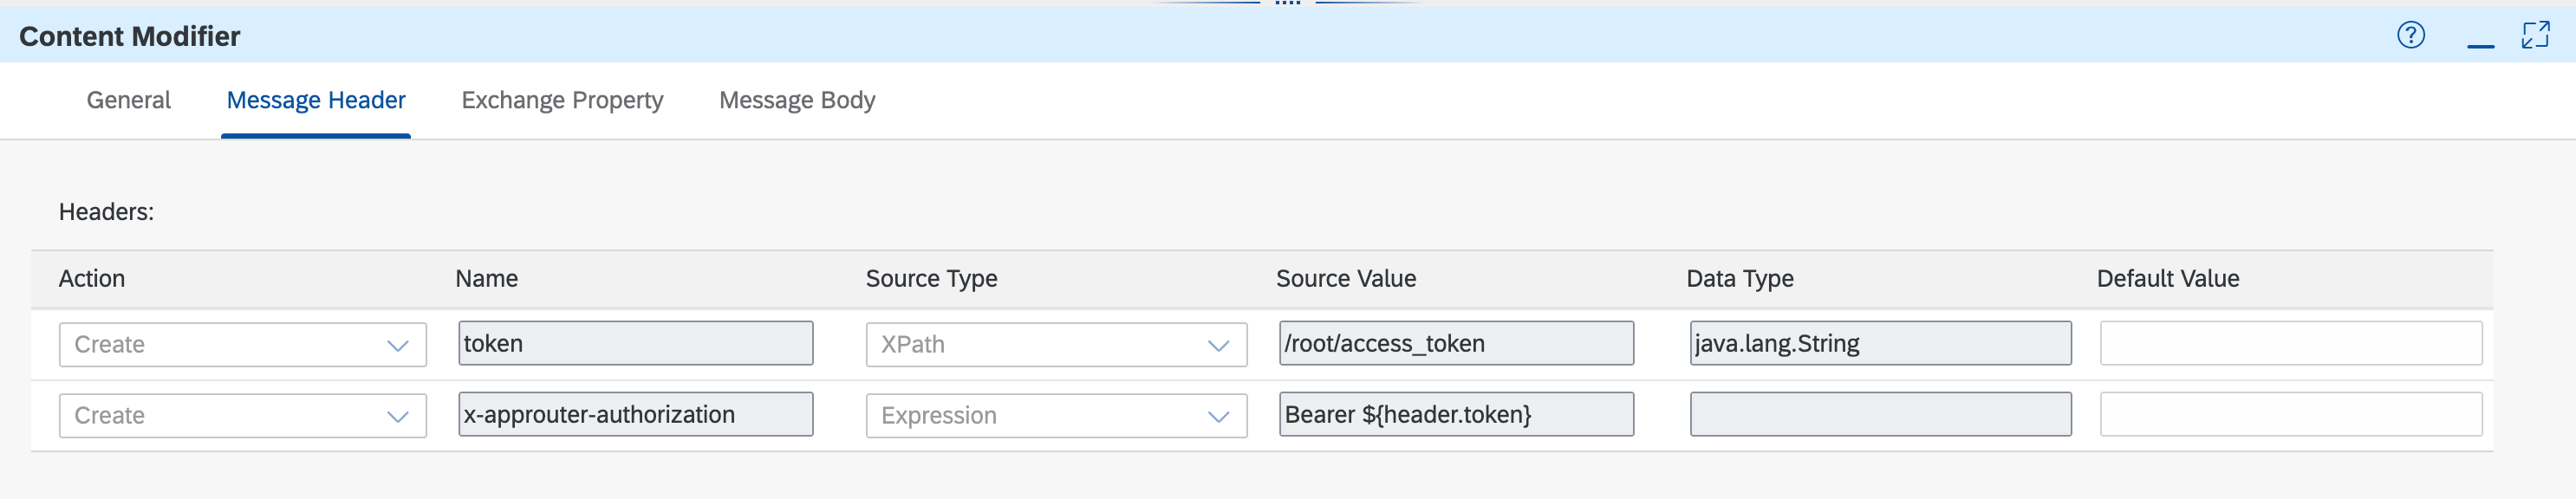 Content Modifier
General Message Header Exchange Property Message Body
Headers:
Action Name Source Type Source Value Data Type Default Value
Create token XPath /root/access_token java.lang.String
Create x-approuter-authorization Expression Bearer ${header.token}